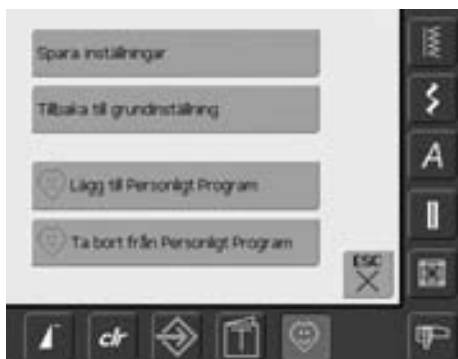 Spara inställningar
Tillbaka till grundinställning
Lägg till Personligt Program
Ta bort från Personligt Program
ESC
A
clr